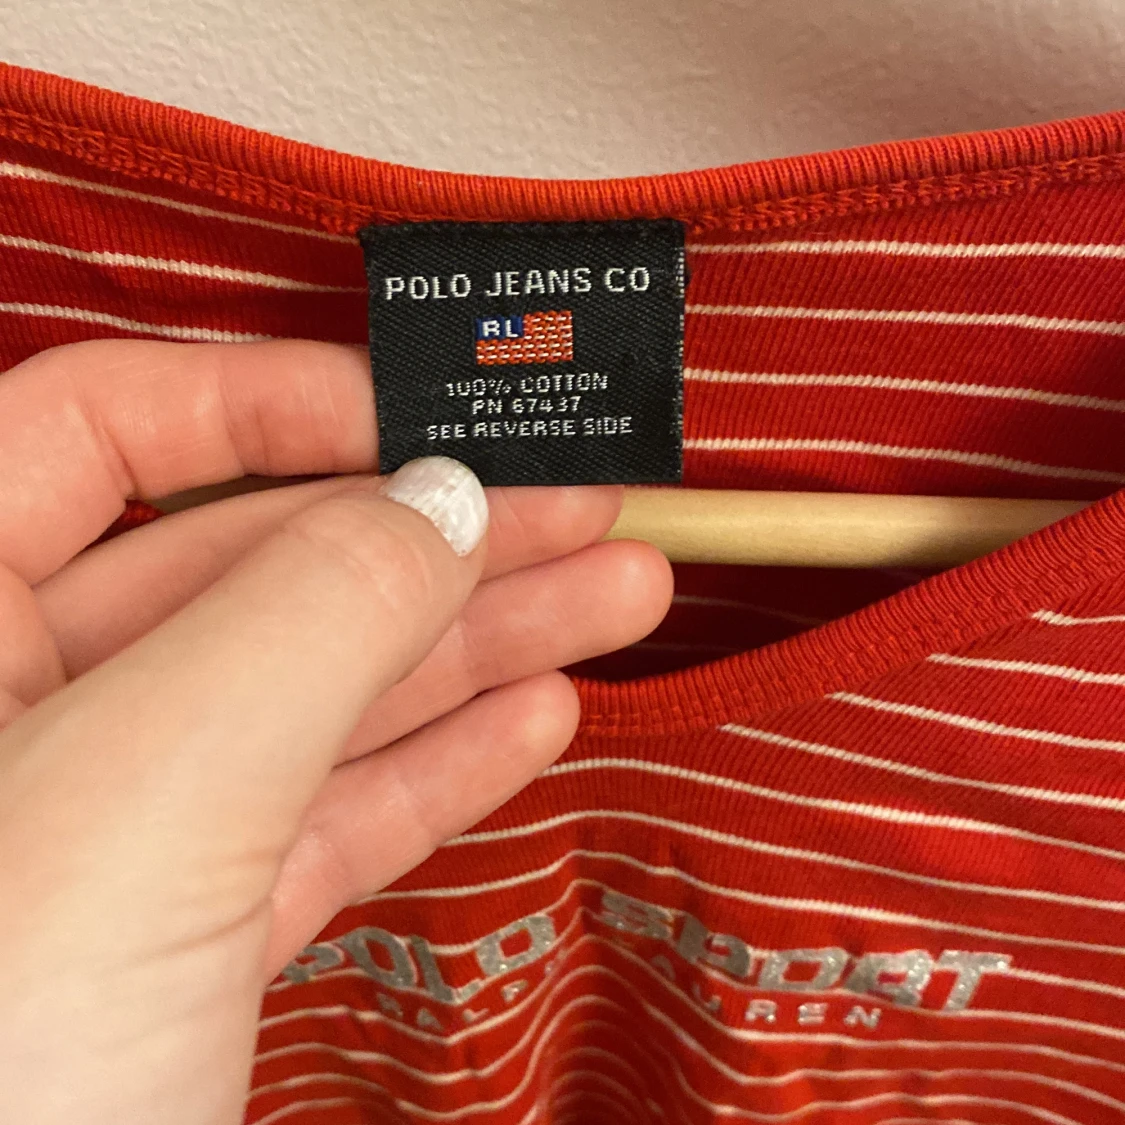 POLO JEANS CO
RL
100% COTTON
PN 67437
SEE REVERSE SIDE
POLO SPORT
RALPH LAUREN